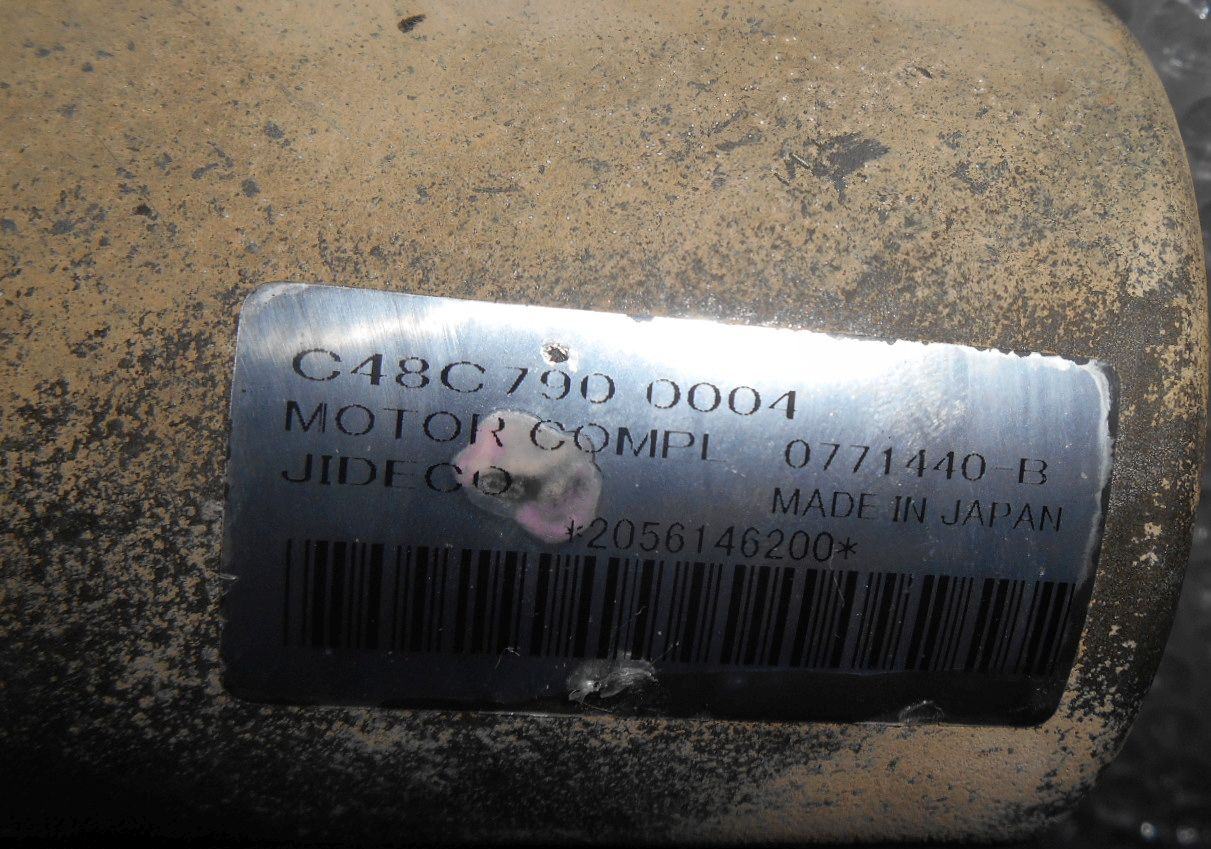 C48C790 0004
MOTOR COMPL 0771440-B
JIDECO MADE IN JAPAN
*2056146200*